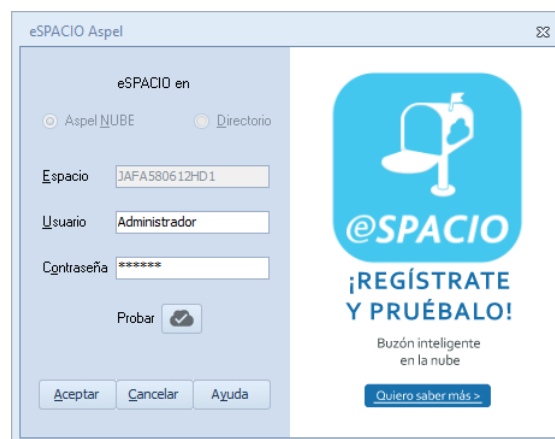 eSPACIO Aspel
eSPACIO en
Aspel NUBE
Directorio
Espacio
JAFA580612HD1
Usuario
Administrador
Contraseña
******
Probar
Aceptar
Cancelar
Ayuda
@SPACIO
¡REGÍSTRATE
Y PRUÉBALO!
Buzón inteligente
en la nube
Quiero saber más >